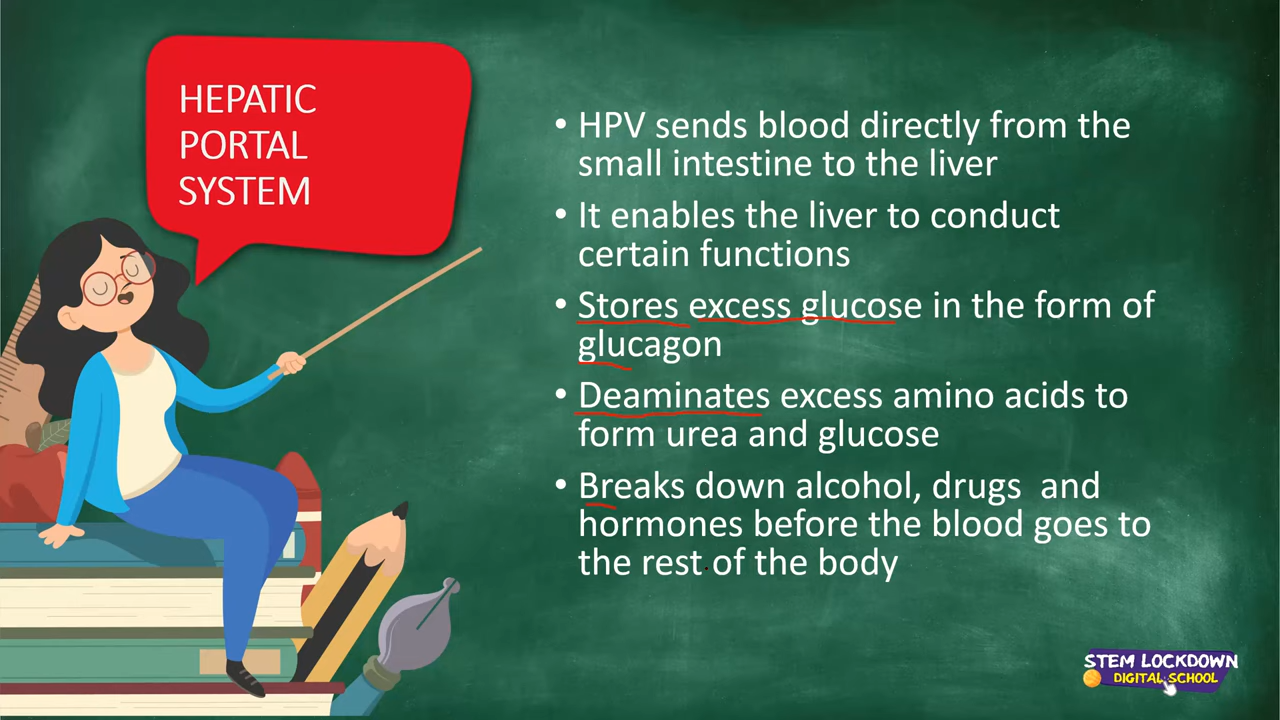 HEPATIC
PORTAL
SYSTEM
• HPV sends blood directly from the
small intestine to the liver
• It enables the liver to conduct
certain functions
• Stores excess glucose in the form of
glucagon
• Deaminates excess amino acids to
form urea and glucose
• Breaks down alcohol, drugs  and
hormones before the blood goes to
the rest of the body
STEM LOCKDOWN
DIGITAL SCHOOL